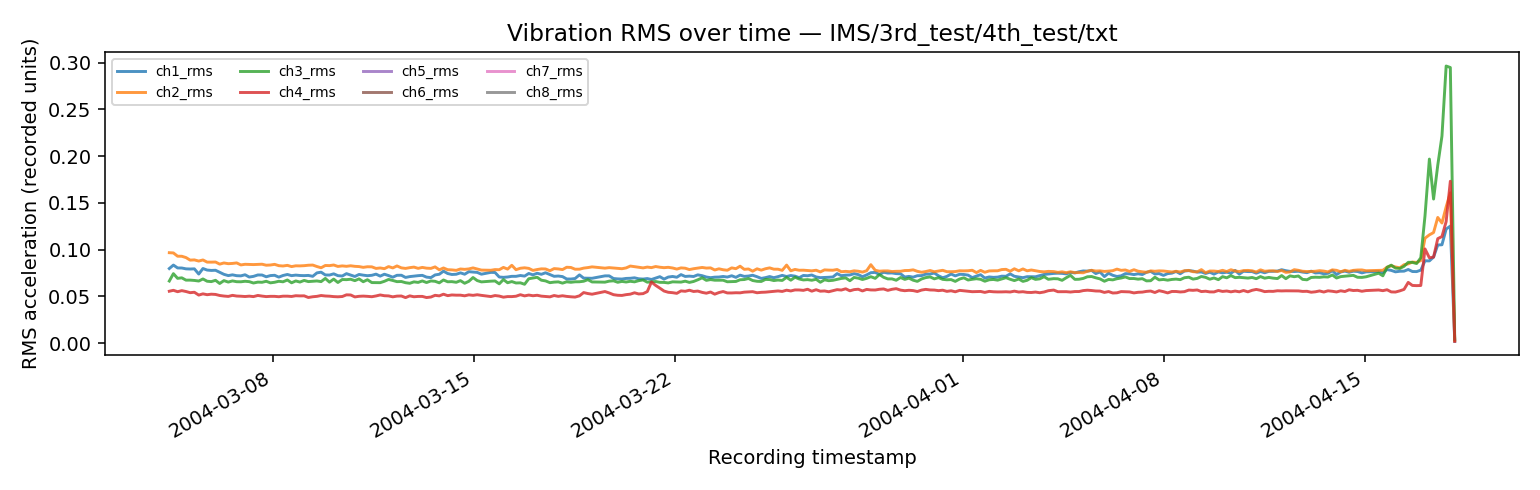 Vibration RMS over time — IMS/3rd_test/4th_test/txt
RMS acceleration (recorded units)
0.30
0.25
0.20
0.15
0.10
0.05
0.00
ch1_rms ch3_rms ch5_rms ch7_rms
ch2_rms ch4_rms ch6_rms ch8_rms
2004-03-08 2004-03-15 2004-03-22 2004-04-01 2004-04-08 2004-04-15
Recording timestamp